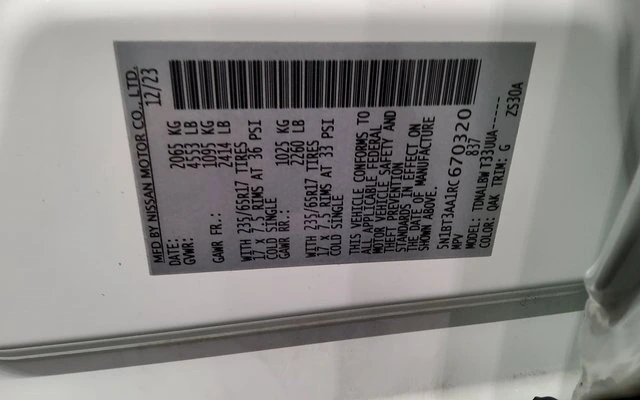 MFD BY NISSAN MOTOR CO., LTD.
DATE: 12/23
GVWR: 2065 KG
4553 LB
GAWR FR.: 1095 KG
2414 LB
WITH 235/65R17 TIRES
17 X 7.5 RIMS AT 36 PSI
COLD SINGLE
GAWR RR.: 1025 KG
2260 LB
WITH 235/65R17 TIRES
17 X 7.5 RIMS AT 33 PSI
COLD SINGLE
THIS VEHICLE CONFORMS TO
ALL APPLICABLE FEDERAL
MOTOR VEHICLE SAFETY AND
THEFT PREVENTION
STANDARDS IN EFFECT ON
THE DATE OF MANUFACTURE
SHOWN ABOVE.
5N1BT3AA1RC670320
MPV 837
MODEL: TDNALBW T33UUA------
COLOR: QAK TRIM: G
ZS30A